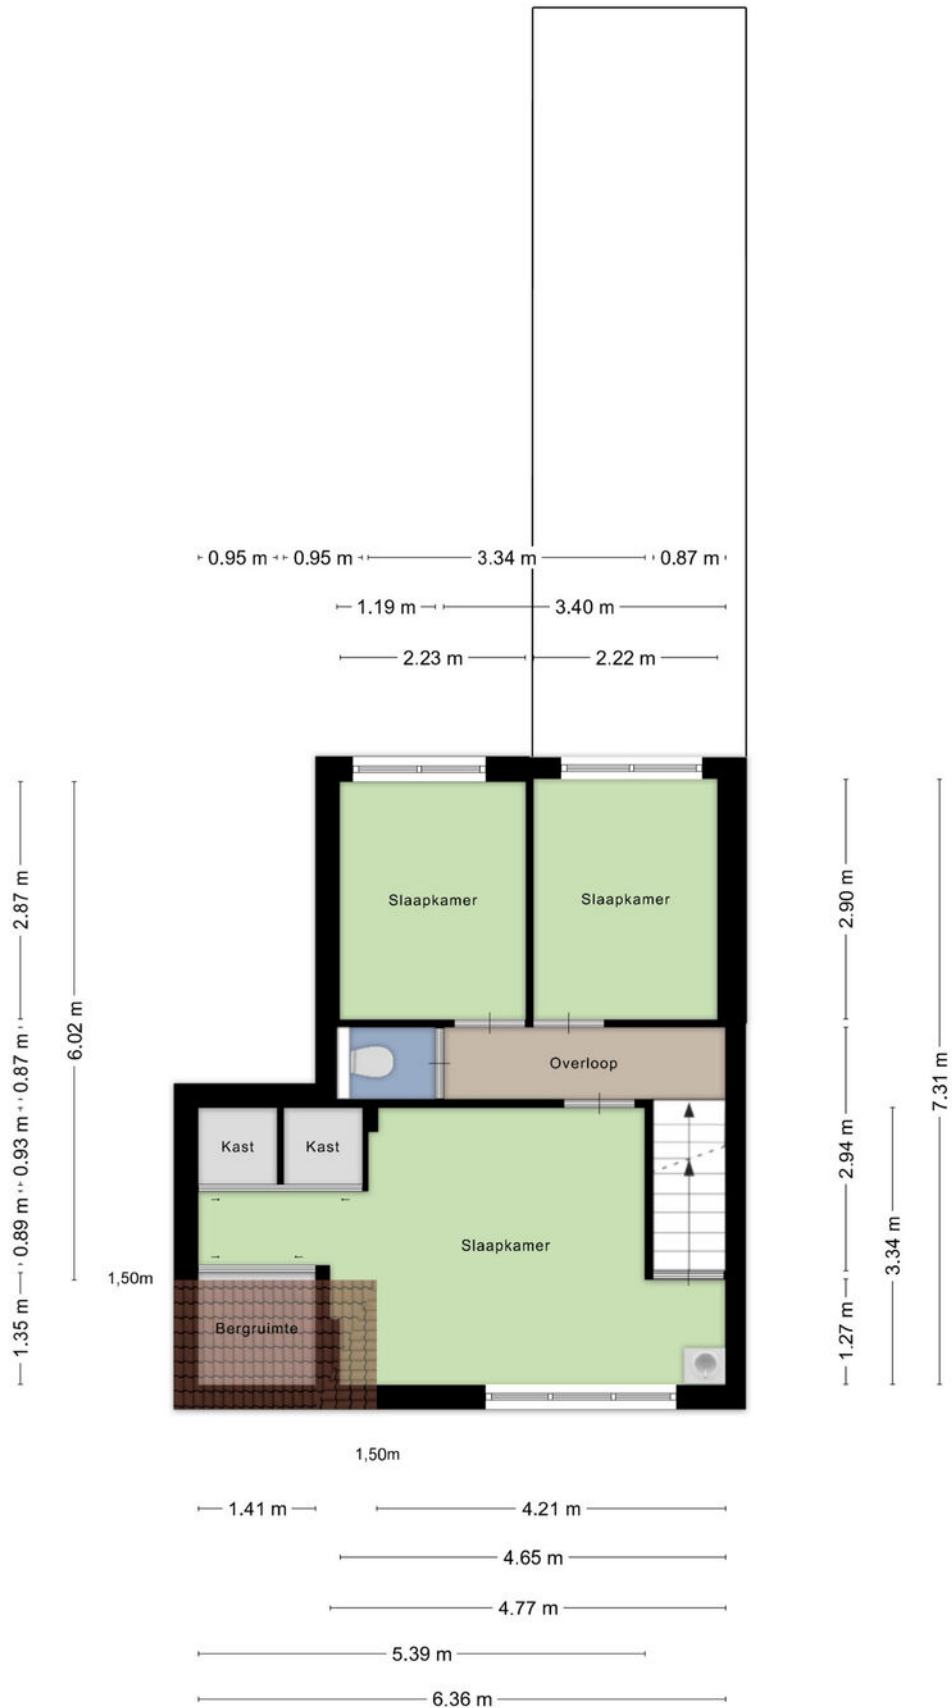 0.95 m 0.95 m 3.34 m 0.87 m
1.19 m 3.40 m
2.23 m 2.22 m
2.87 m
0.87 m
0.93 m
0.89 m
1.35 m
6.02 m
Slaapkamer
Slaapkamer
2.90 m
2.94 m
1.27 m
3.34 m
7.31 m
Overloop
Kast
Kast
Slaapkamer
1,50m
Bergruimte
1,50m
1.41 m 4.21 m
4.65 m
4.77 m
5.39 m
6.36 m